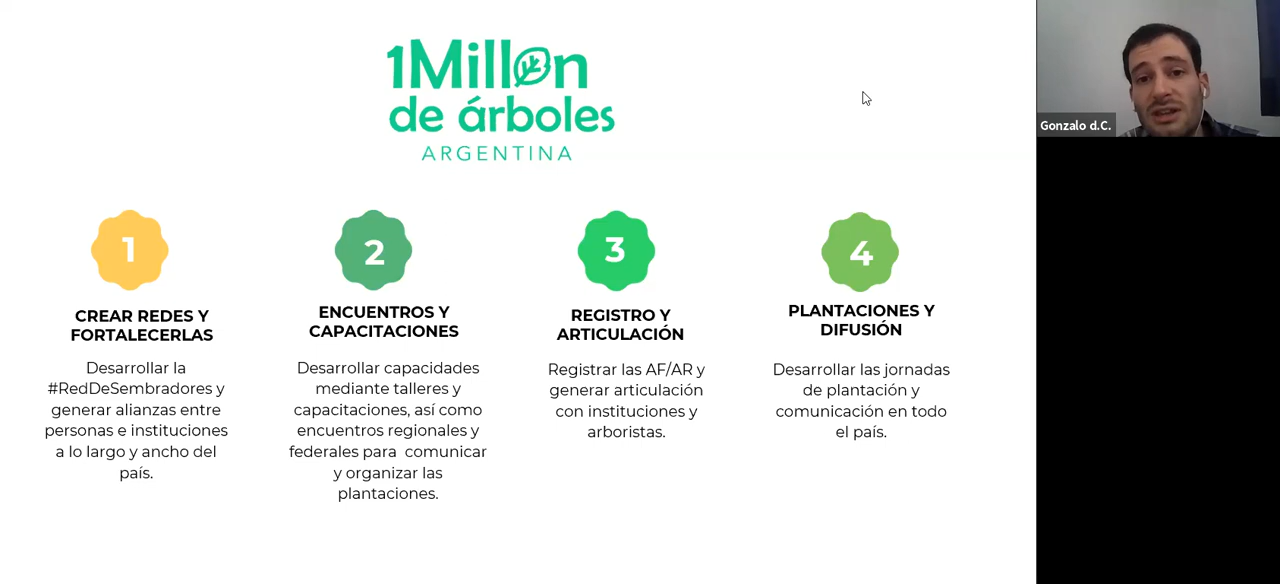 1Millon
de árboles
ARGENTINA
Gonzalo d.C.
1
CREAR REDES Y
FORTALECERLAS
Desarrollar la
#RedDeSembradores y
generar alianzas entre
personas e instituciones
a lo largo y ancho del
país.
2
ENCUENTROS Y
CAPACITACIONES
Desarrollar capacidades
mediante talleres y
capacitaciones, así como
encuentros regionales y
federales para comunicar
y organizar las
plantaciones.
3
REGISTRO Y
ARTICULACIÓN
Registrar las AF/AR y
generar articulación
con instituciones y
arboristas.
4
PLANTACIONES Y
DIFUSIÓN
Desarrollar las jornadas
de plantación y
comunicación en todo
el país.